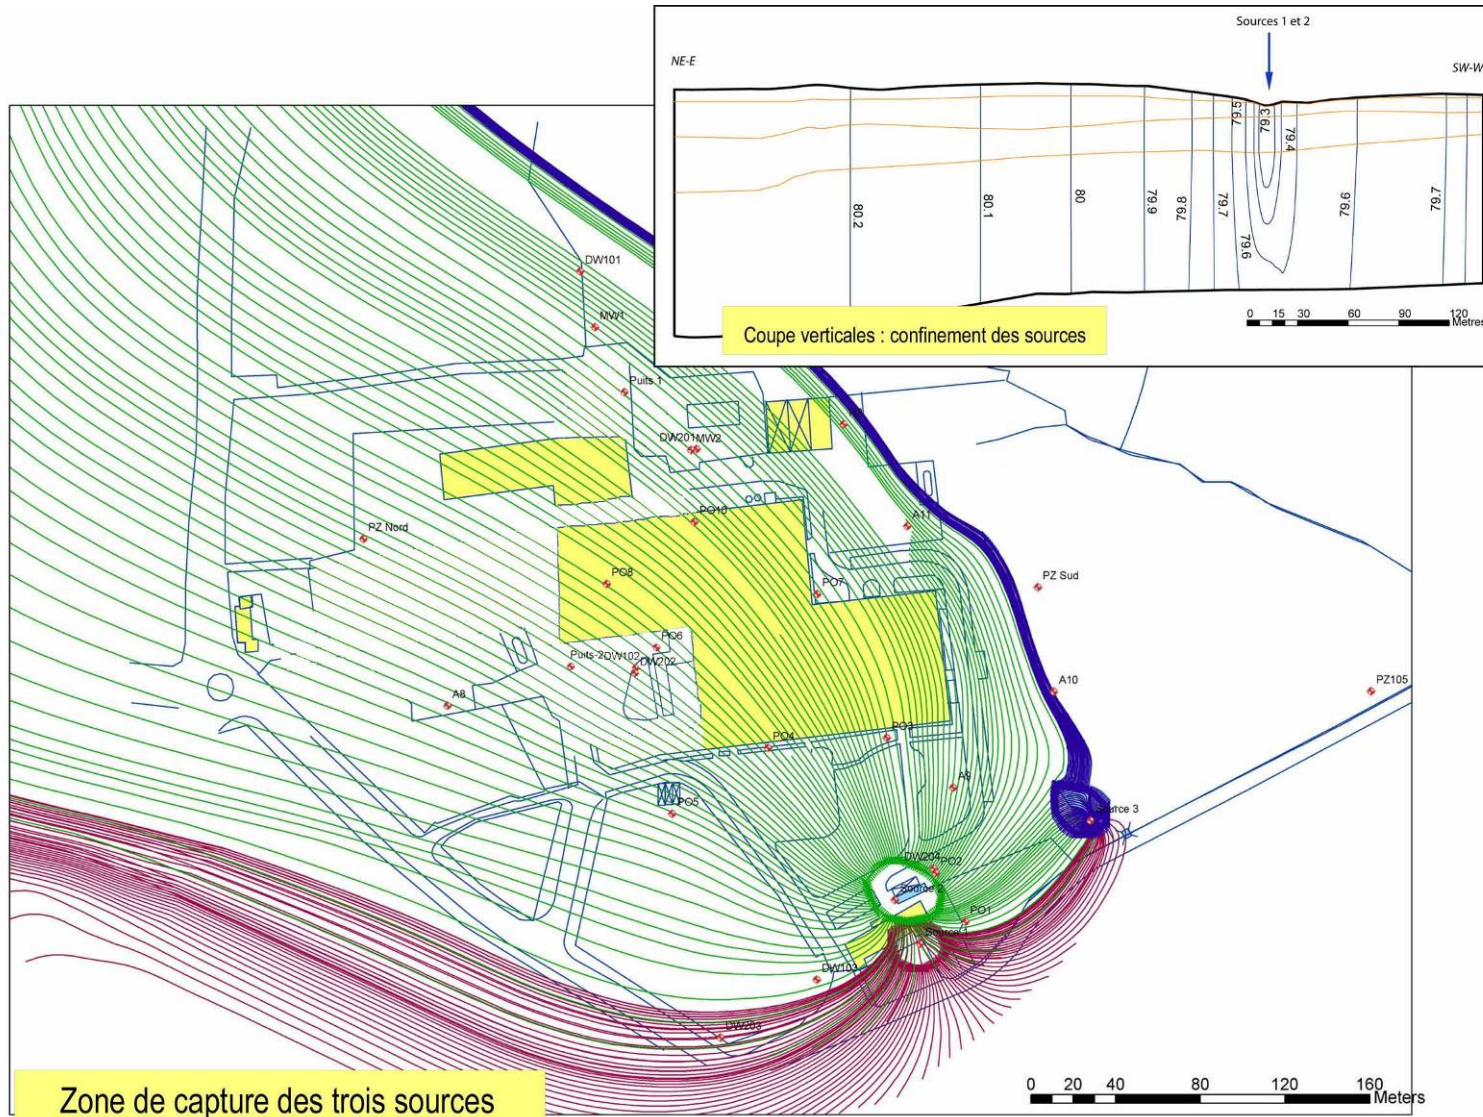 Sources 1 et 2
NE-E
SW-W
79.5
79.3
79.4
80.2
80.1
80
79.9
79.8
79.7
79.6
79.6
79.7
0 15 30 60 90 120
Metres
Coupe verticales : confinement des sources
DW101
MW1
Puits 1
DW201 MW2
A11
PO10
PZ Nord
PO8
PO7
PZ Sud
PO6
Puits-2 DW102
DW202
A8
A10
PZ105
PO4
PO3
A9
PO5
Source 3
DW204 PO2
Source 2
PO1
Source 1
DW103
DW203
Zone de capture des trois sources
0 20 40 80 120 160
Meters